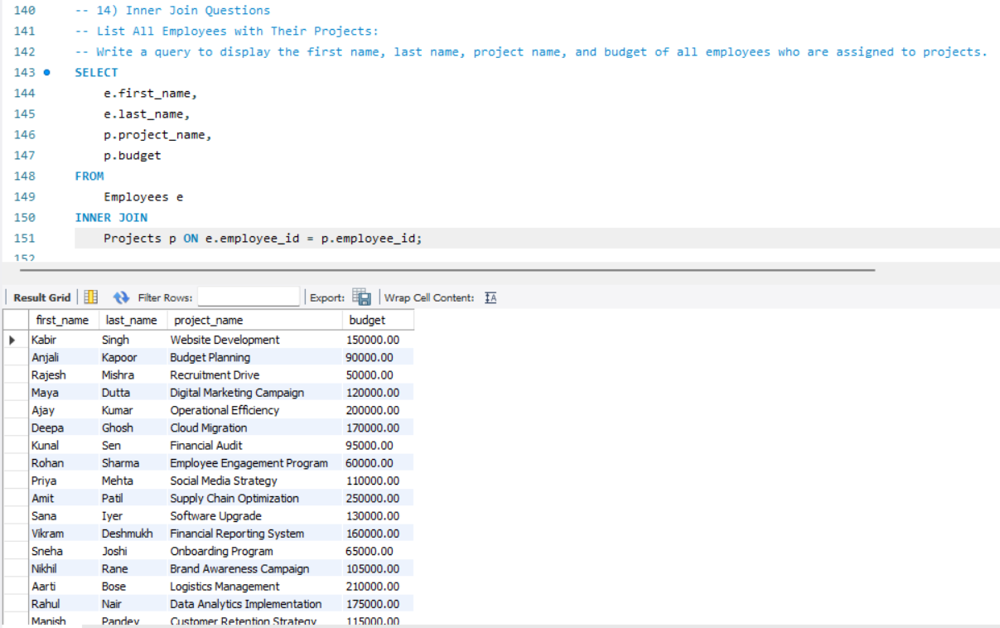 140 -- 14) Inner Join Questions
141 -- List All Employees with Their Projects:
142 -- Write a query to display the first name, last name, project name, and budget of all employees who are assigned to projects.
143 SELECT
144 e.first_name,
145 e.last_name,
146 p.project_name,
147 p.budget
148 FROM
149 Employees e
150 INNER JOIN
151 Projects p ON e.employee_id = p.employee_id;
152
Result Grid Filter Rows: Export: Wrap Cell Content: IA
first_name last_name project_name budget
Kabir Singh Website Development 150000.00
Anjali Kapoor Budget Planning 90000.00
Rajesh Mishra Recruitment Drive 50000.00
Maya Dutta Digital Marketing Campaign 120000.00
Ajay Kumar Operational Efficiency 200000.00
Deepa Ghosh Cloud Migration 170000.00
Kunal Sen Financial Audit 95000.00
Rohan Sharma Employee Engagement Program 60000.00
Priya Mehta Social Media Strategy 110000.00
Amit Patil Supply Chain Optimization 250000.00
Sana Iyer Software Upgrade 130000.00
Vikram Deshmukh Financial Reporting System 160000.00
Sneha Joshi Onboarding Program 65000.00
Nikhil Rane Brand Awareness Campaign 105000.00
Aarti Bose Logistics Management 210000.00
Rahul Nair Data Analytics Implementation 175000.00
Manish Pandey Customer Retention Strategy 115000.00